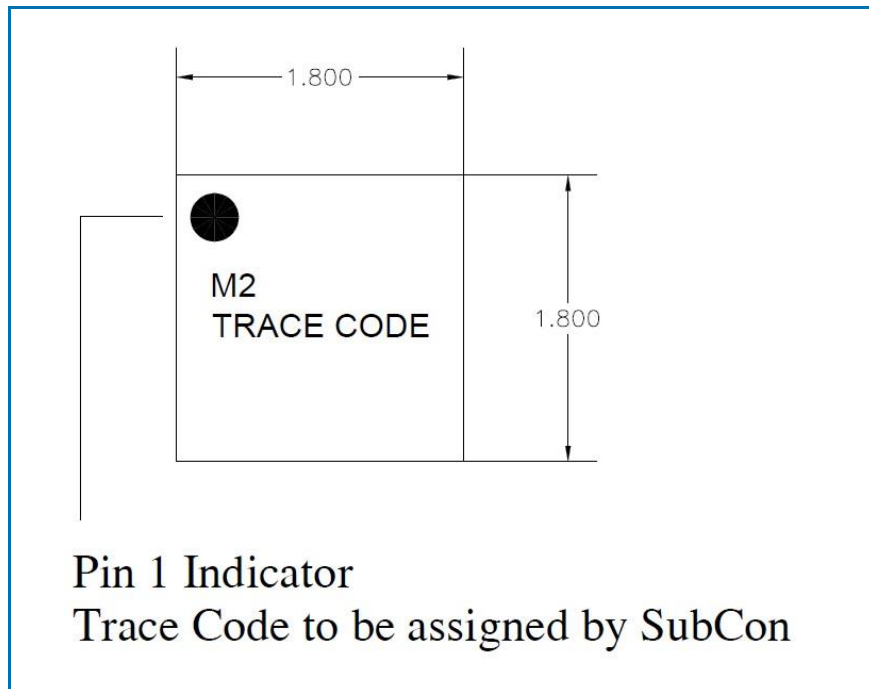 1.800
M2
TRACE CODE
1.800
Pin 1 Indicator
Trace Code to be assigned by SubCon